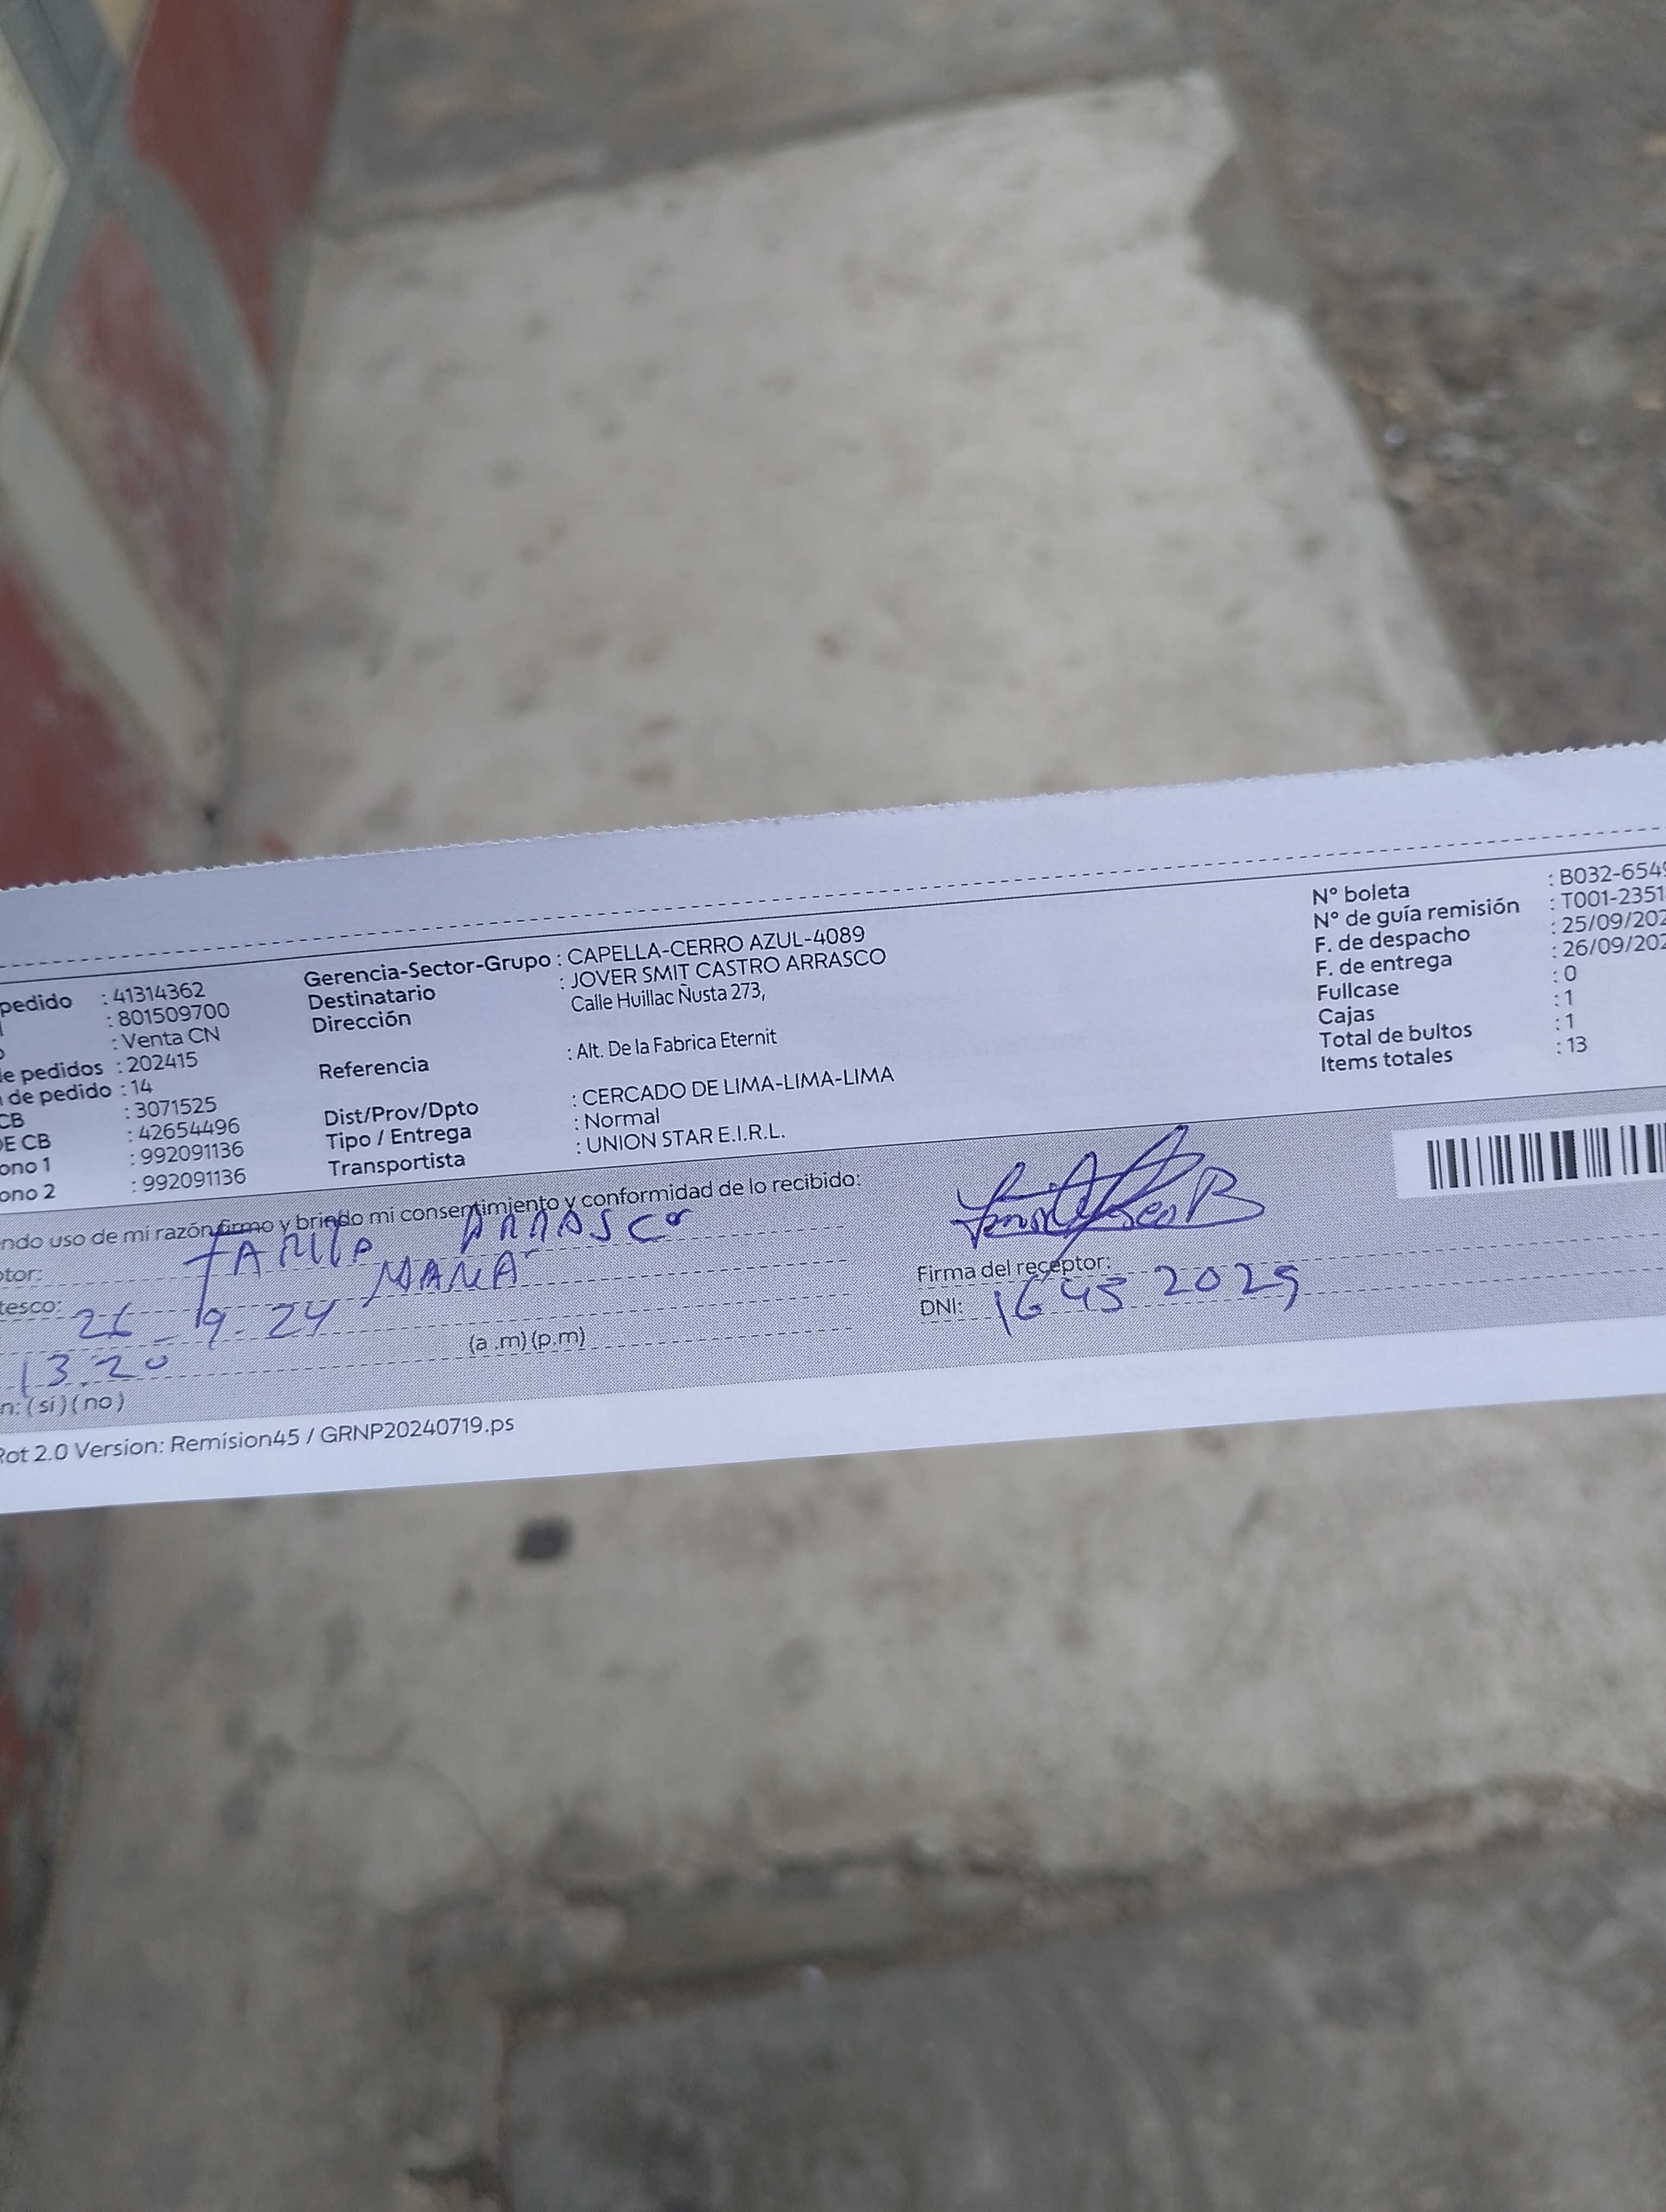 pedido : 41314362
: 801509700
: Venta CN
de pedidos : 202415
de pedido : 14
CB : 3071525
DE CB : 42654496
ono 1 : 992091136
ono 2 : 992091136
Gerencia-Sector-Grupo : CAPELLA-CERRO AZUL-4089
Destinatario : JOVER SMIT CASTRO ARRASCO
Dirección Calle Huillac Ñusta 273,
Referencia : Alt. De la Fabrica Eternit
Dist/Prov/Dpto : CERCADO DE LIMA-LIMA-LIMA
Tipo / Entrega : Normal
Transportista : UNION STAR E.I.R.L.
N° boleta : B032-6549
N° de guía remisión : T001-2351
F. de despacho : 25/09/202
F. de entrega : 26/09/202
Fullcase : 0
Cajas : 1
Total de bultos : 1
Items totales : 13
ndo uso de mi razón firmo y brindo mi consentimiento y conformidad de lo recibido:
tor: ARRASCO
tesco: MAMA
26-9-24
13.20 (a .m) (p.m)
n: (si) (no)
Firma del receptor:
DNI: 16452029
Rot 2.0 Version: Remision45 / GRNP20240719.ps